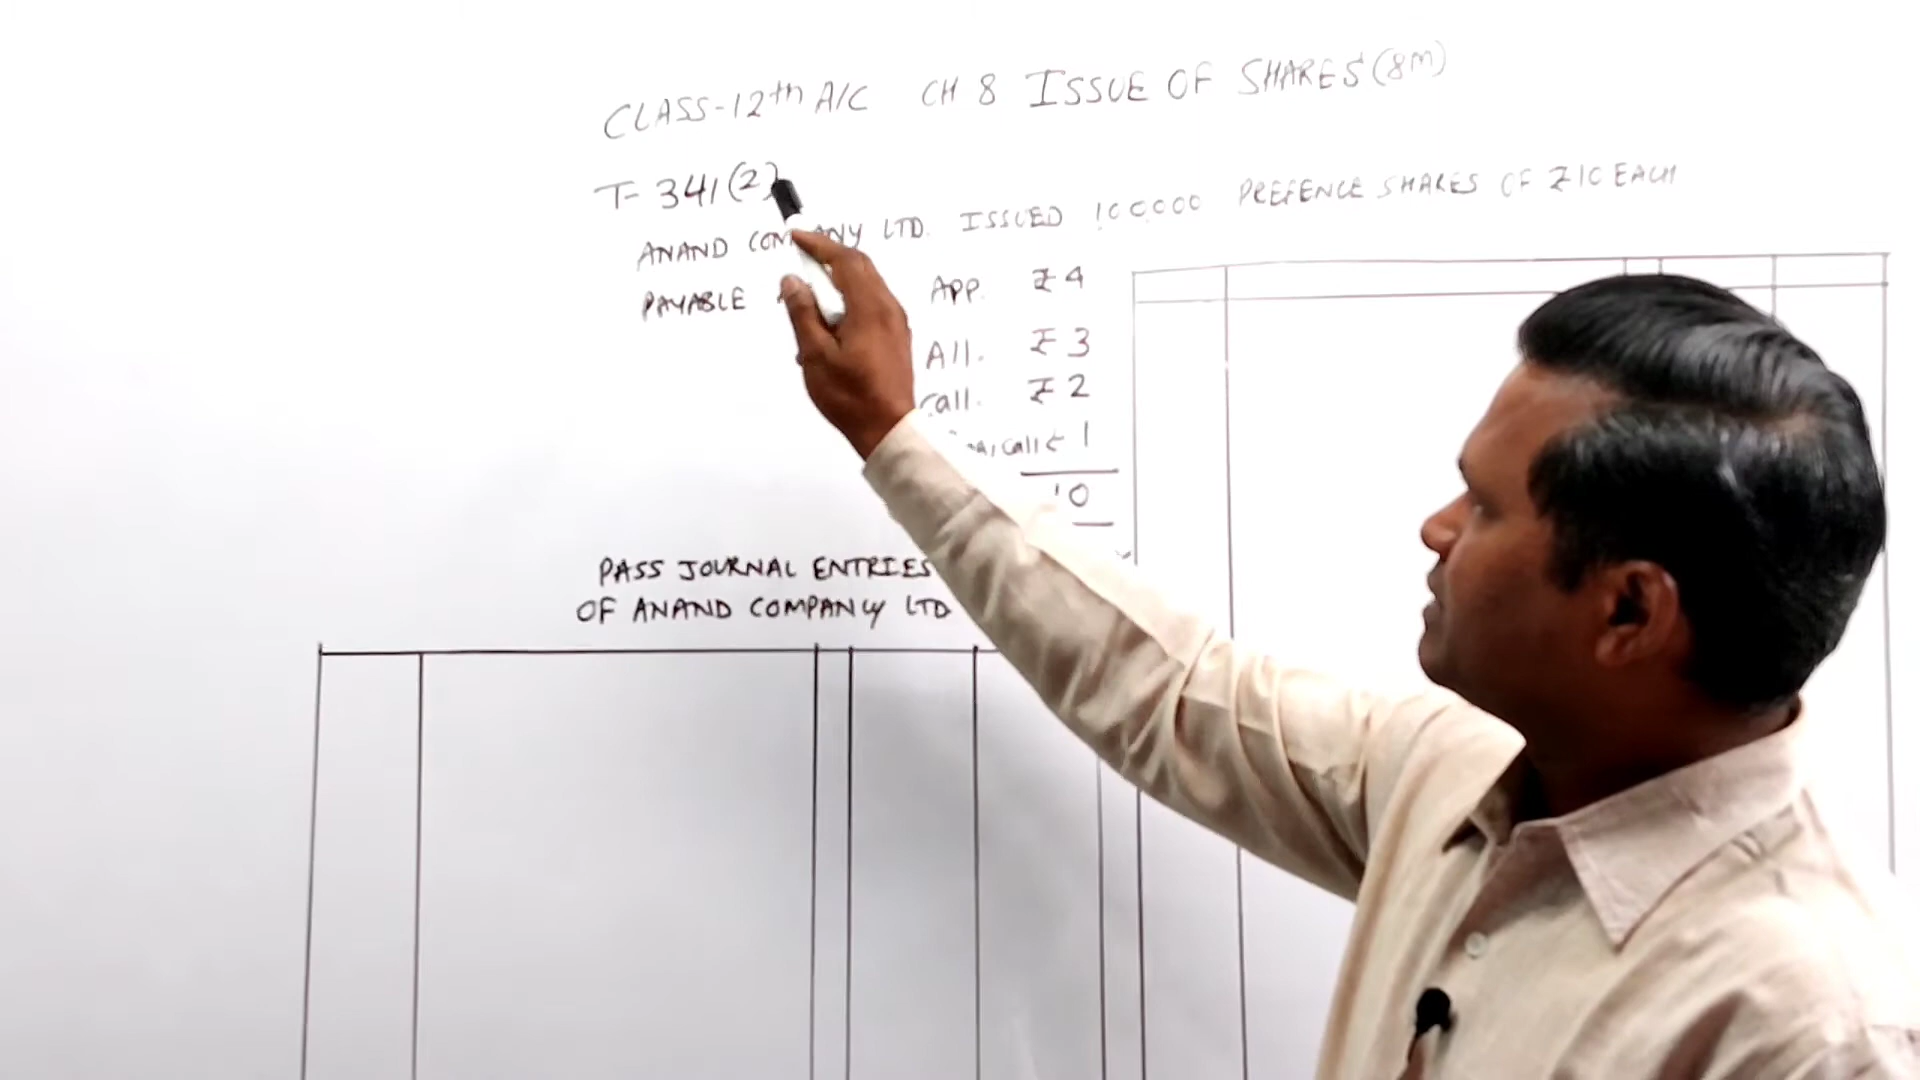 CLASS-12th A/C CH 8 ISSUE OF SHARES (8M)
T- 341(2)
ANAND COMPANY LTD. ISSUED 100000 PREFENCE SHARES OF ₹10 EACH
PAYABLE APP. ₹4
All. ₹3
Call. ₹2
call ₹ 1
10
PASS JOURNAL ENTRIES
OF ANAND COMPANY LTD